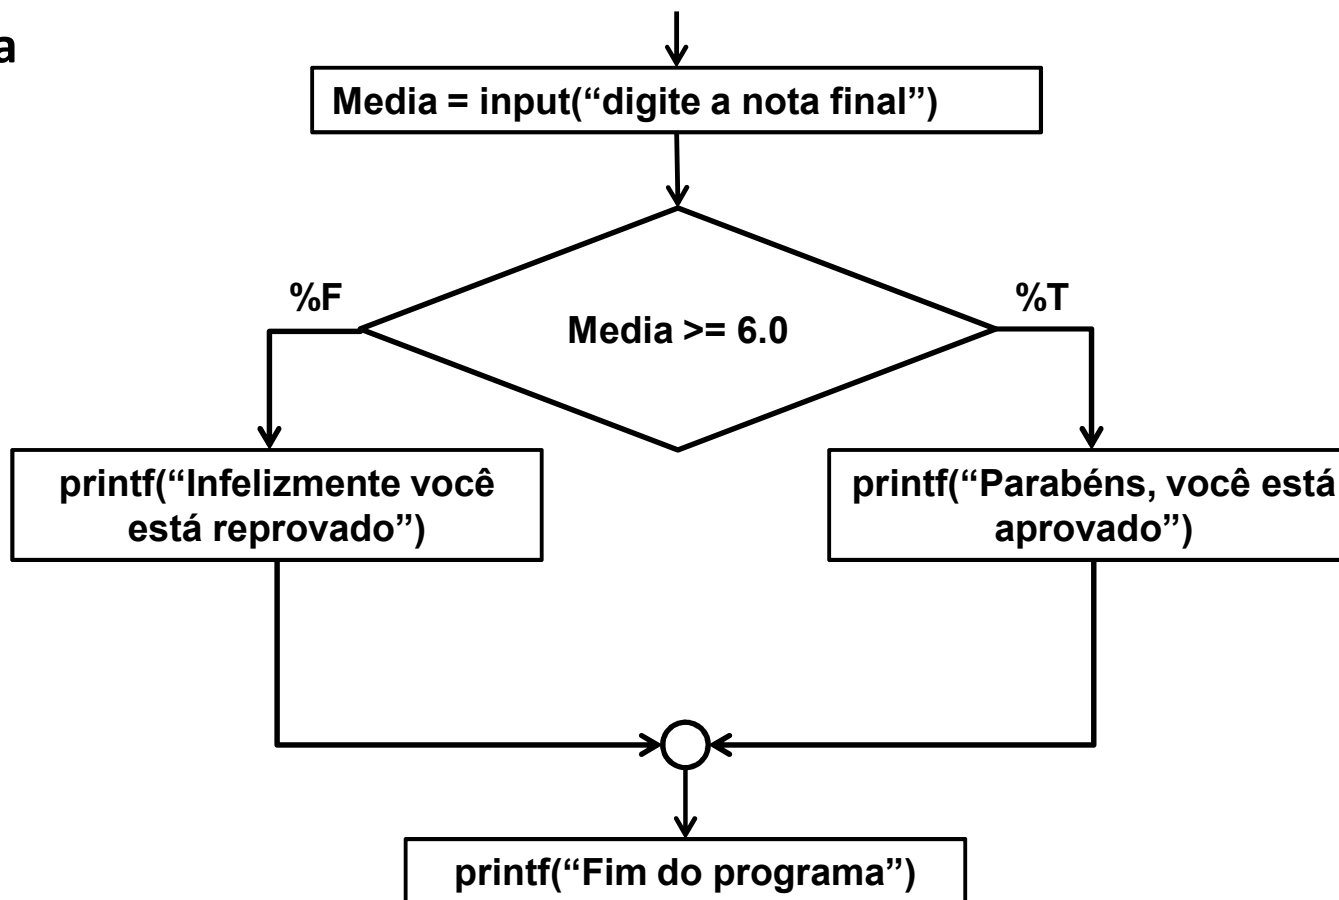 a
Media = input(“digite a nota final”)
%F
%T
Media >= 6.0
printf(“Infelizmente você
está reprovado”)
printf(“Parabéns, você está
aprovado”)
printf(“Fim do programa”)